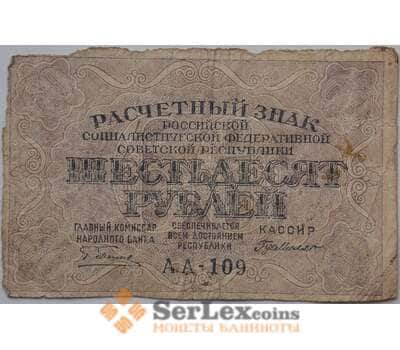 РАСЧЕТНЫЙ ЗНАК
РОССИЙСКОЙ
СОЦИАЛИСТИЧЕСКОЙ ФЕДЕРАТИВНОЙ
СОВЕТСКОЙ РЕСПУБЛИКИ
ШЕСТЬДЕСЯТ
РУБЛЕЙ
ГЛАВНЫЙ КОМИССАР
НАРОДНОГО БАНКА
ОБЕСПЕЧИВАЕТСЯ
ВСЕМ ДОСТОЯНИЕМ
РЕСПУБЛИКИ
КАССИР
АА-109
SerLexcoins
МОНЕТЫ БАНКНОТЫ